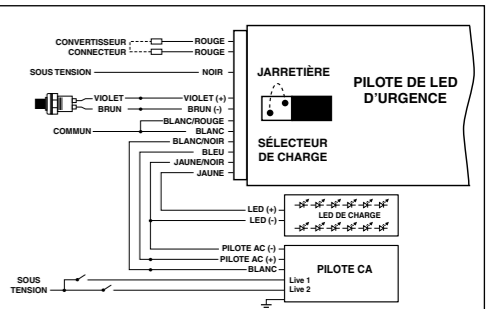 CONVERTISSEUR
CONNECTEUR
ROUGE
ROUGE
SOUS TENSION
NOIR
VIOLET
VIOLET (+)
BRUN
BRUN (-)
BLANC/ROUGE
COMMUN
BLANC
BLANC/NOIR
BLEU
JAUNE/NOIR
JAUNE
JARRETIÈRE
SÉLECTEUR
DE CHARGE
PILOTE DE LED
D'URGENCE
LED (+)
LED (-)
LED DE CHARGE
PILOTE AC (-)
PILOTE AC (+)
BLANC
PILOTE CA
Live 1
Live 2
SOUS
TENSION